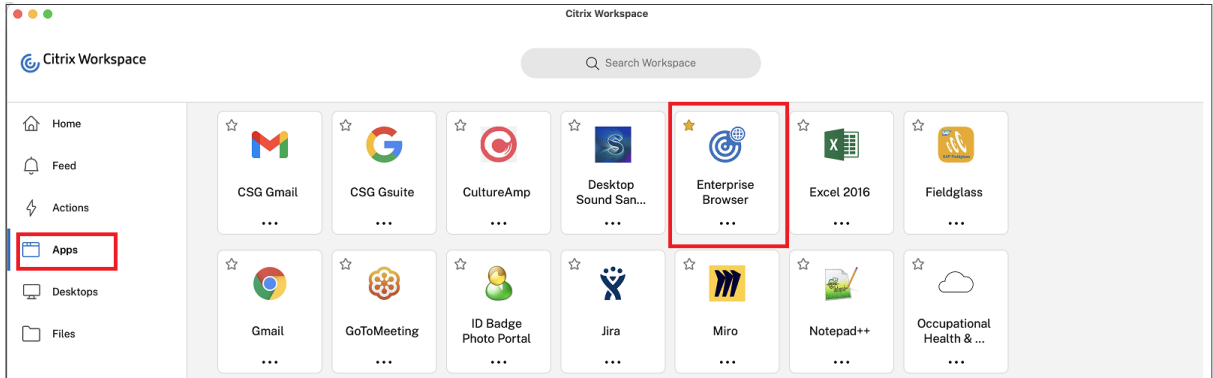 Citrix Workspace
Citrix Workspace
Search Workspace
Home
Feed
Actions
Apps
Desktops
Files
CSG Gmail
CSG Gsuite
CultureAmp
Desktop
Sound San...
Enterprise
Browser
Excel 2016
Fieldglass
Gmail
GoToMeeting
ID Badge
Photo Portal
Jira
Miro
Notepad++
Occupational
Health & ...